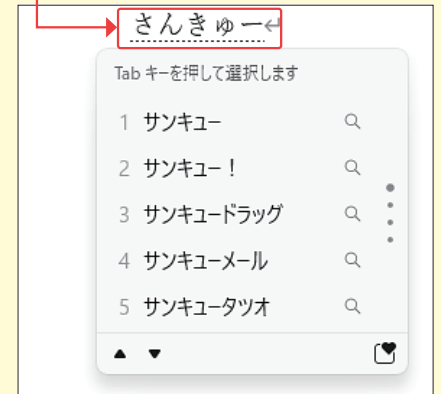 さんきゅー↵
Tab キーを押して選択します
1 サンキュー
2 サンキュー！
3 サンキュードラッグ
4 サンキューメール
5 サンキュータツオ